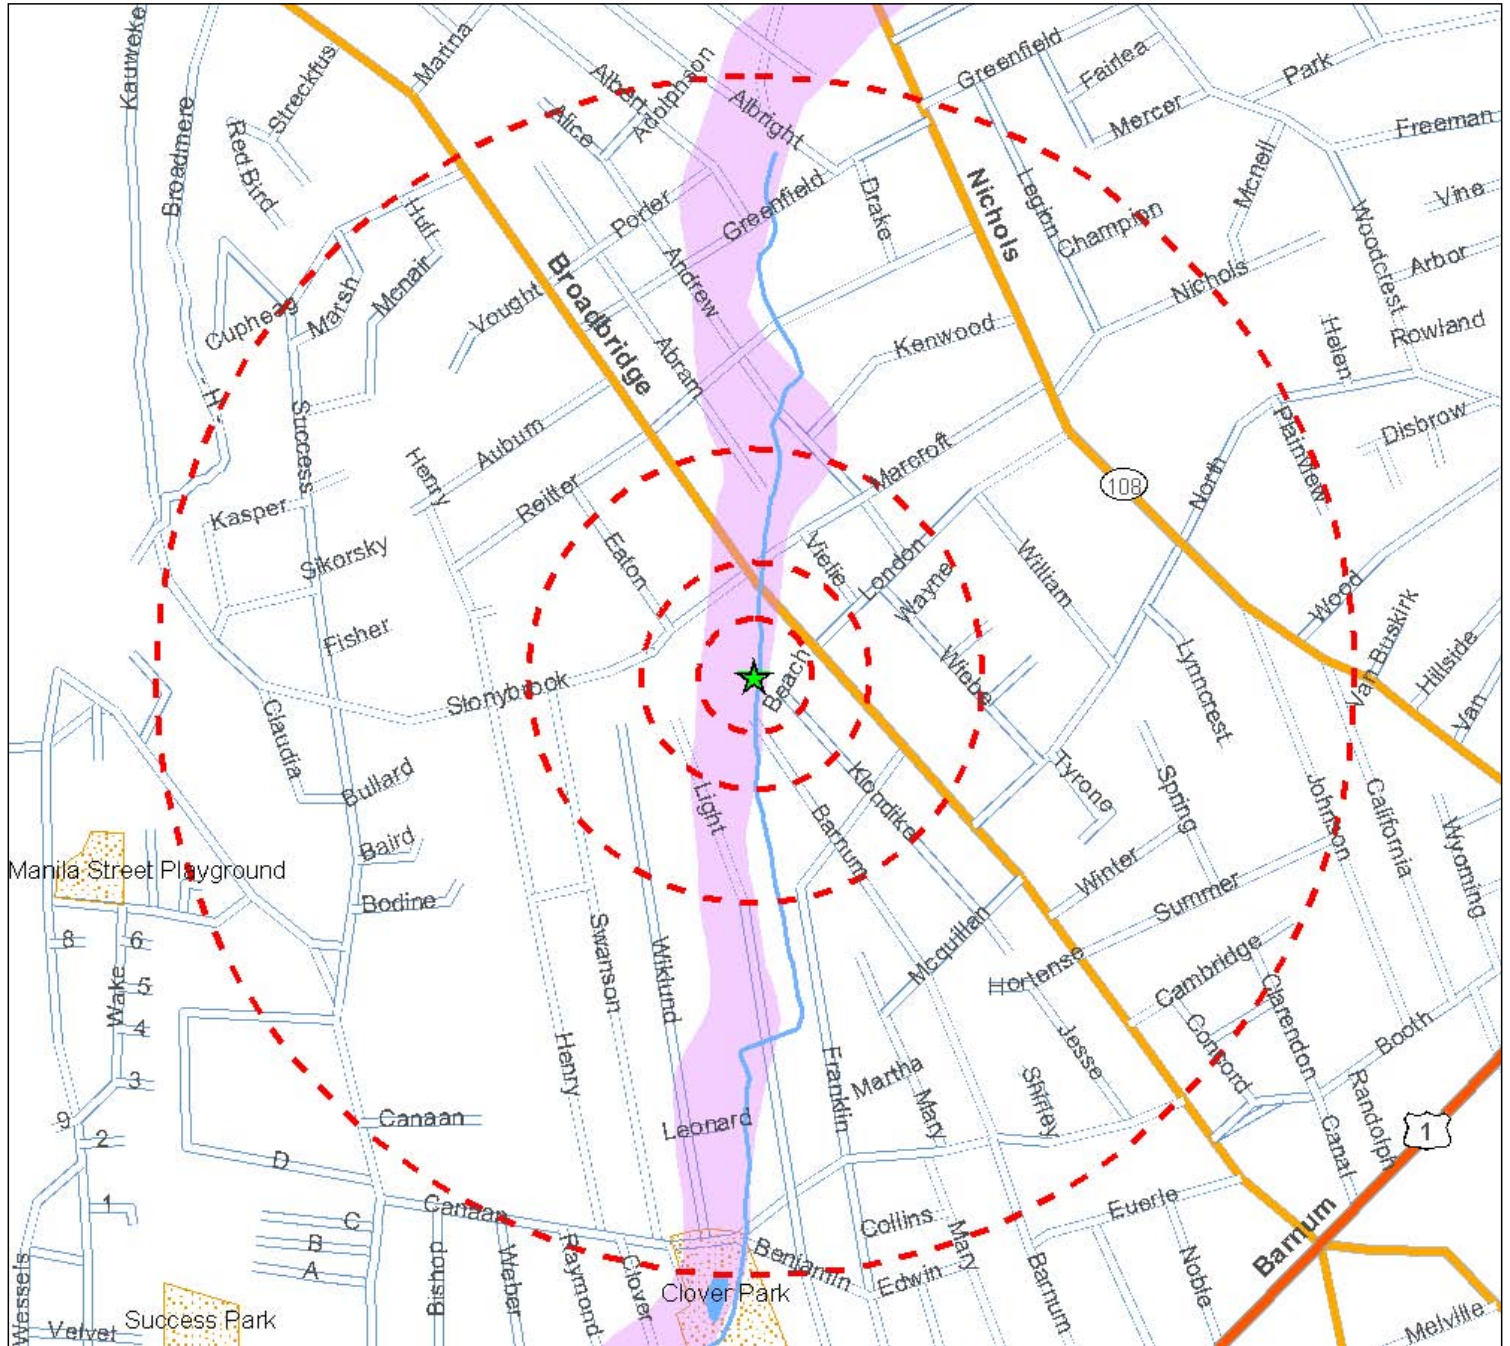 Kauweke
Marina
Streckfus
Broadmere
Red Bird
Albert
Adolphson
Alice
Albright
Greenfield
Fairlea
Park
Mercer
Freeman
Mcnell
Vine
Woodcrest
Arbor
Rowland
Helen
Disbrow
Plainview
Nichols
Legion
Champion
Nichols
Drake
Greenfield
Porter
Andrew
Huff
Mcnair
Marsh
Cuphead
Vought
Broadbridge
Abram
Kenwood
H
Success
Auburn
Henry
Reitter
Marcroft
108
North
Kasper
Sikorsky
Eaton
Vielie
London
Wayne
William
Wood
Van Buskirk
Hillside
Van
Fisher
Stonybrook
Beach
Wiebe
Lynncrest
Claudia
Bullard
Light
Klondike
Barnum
Tyrone
Spring
Johnson
California
Wyoming
Baird
Manila Street Playground
Bodine
Winter
Summer
8
6
Wake
5
4
3
9
2
1
Swanson
Wiklund
Mcquillan
Hortense
Cambridge
Clarendon
Concord
Booth
Henry
Franklin
Martha
Mary
Shirley
Jesse
Randolph
Canal
1
Canaan
Leonard
D
Canaan
C
B
A
Collins
Mary
Euerle
Barnum
Wessels
Velvet
Success Park
Bishop
Weber
Raymond
Clover
Clover Park
Benjamin
Edwin
Barnum
Noble
Melville